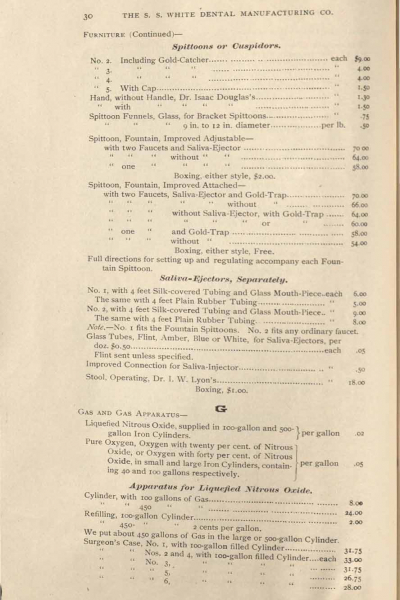 30 THE S. S. WHITE DENTAL MANUFACTURING CO.
FURNITURE (Continued)—
Spittoons or Cuspidors.
No. 2. Including Gold-Catcher........ each $9.00
" 3. " " " ........ " 4.00
" 4. " " " ........ " 4.00
" 5. With Cap........ " 1.50
Hand, without Handle, Dr. Isaac Douglas's........ " 1.30
" with " " " " ........ " 1.50
Spittoon Funnels, Glass, for Bracket Spittoons........ " .75
" " " 9 in. to 12 in. diameter........per lb. .50
Spittoon, Fountain, Improved Adjustable—
with two Faucets and Saliva-Ejector ........ 70 00
" " " without " " ........ 64.00
" one " " " ........ 58.00
Boxing, either style, $2.00.
Spittoon, Fountain, Improved Attached—
with two Faucets, Saliva-Ejector and Gold-Trap........ 70.00
" " " " without " ........ 66.00
" " " without Saliva-Ejector, with Gold-Trap ...... 64.00
" " " " " or " ...... 60.00
" one " and Gold-Trap ........ 58.00
" " " without " ........ 54.00
Boxing, either style, Free.
Full directions for setting up and regulating accompany each Foun-
tain Spittoon.
Saliva-Ejectors, Separately.
No. 1, with 4 feet Silk-covered Tubing and Glass Mouth-Piece..each 6.00
The same with 4 feet Plain Rubber Tubing........ " 5.00
No. 2, with 4 feet Silk-covered Tubing and Glass Mouth-Piece.. " 9.00
The same with 4 feet Plain Rubber Tubing........ " 8.00
Note.—No. 1 fits the Fountain Spittoons. No. 2 fits any ordinary faucet.
Glass Tubes, Flint, Amber, Blue or White, for Saliva-Ejectors, per
doz. $0.50........each .05
Flint sent unless specified.
Improved Connection for Saliva-Injector........ " .50
Stool, Operating, Dr. I. W. Lyon's........ " 18.00
Boxing, $1.00.
G
GAS AND GAS APPARATUS—
Liquefied Nitrous Oxide, supplied in 100-gallon and 500-
gallon Iron Cylinders. } per gallon .02
Pure Oxygen, Oxygen with twenty per cent. of Nitrous
Oxide, or Oxygen with forty per cent. of Nitrous
Oxide, in small and large Iron Cylinders, contain- } per gallon .05
ing 40 and 100 gallons respectively.
Apparatus for Liquefied Nitrous Oxide.
Cylinder, with 100 gallons of Gas........ 8.00
" " 450 " " ........ 24.00
Refilling, 100-gallon Cylinder........ 2.00
" 450- " " 2 cents per gallon.
We put about 450 gallons of Gas in the large or 500-gallon Cylinder.
Surgeon's Case, No. 1, with 100-gallon filled Cylinder........ 31.75
" " Nos. 2 and 4, with 100-gallon filled Cylinder....each 33.00
" " No. 3, " " " " ........ 31.75
" " " 5, " " " " ........ 26.75
" " " 6, " " " " ........ 28.00